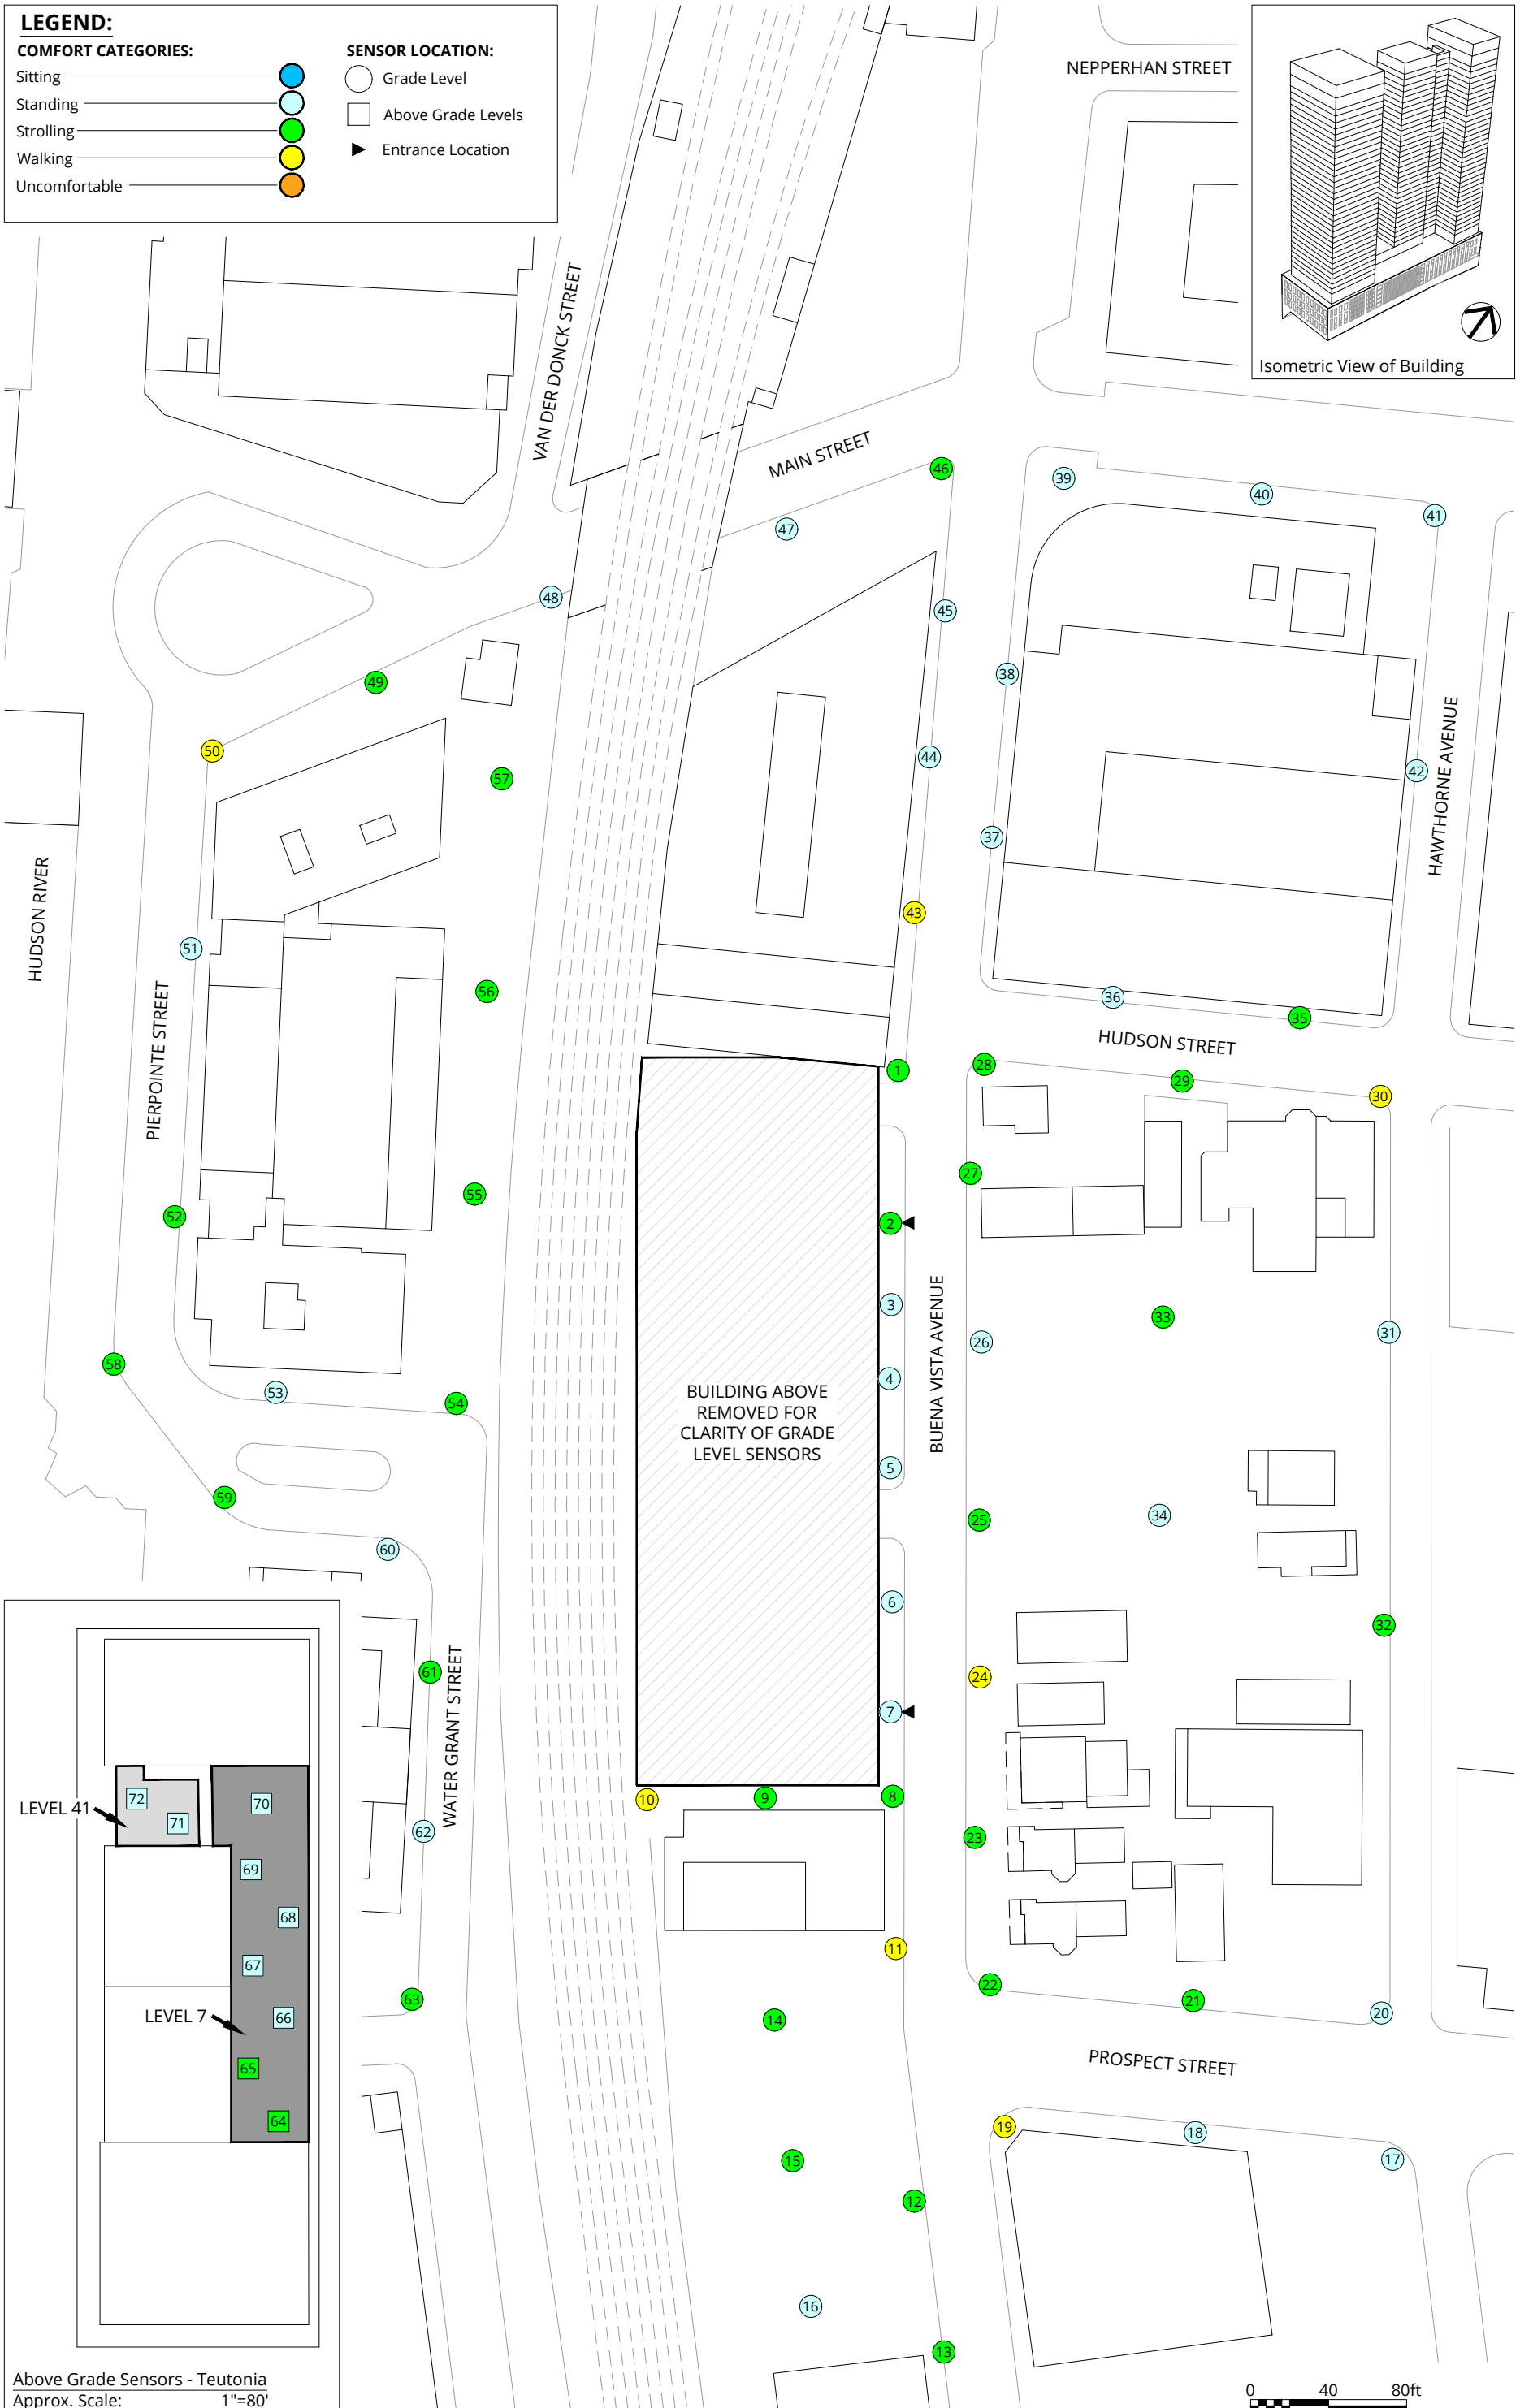 LEGEND:
COMFORT CATEGORIES:
Sitting
Standing
Strolling
Walking
Uncomfortable
SENSOR LOCATION:
Grade Level
Above Grade Levels
Entrance Location
NEPPERHAN STREET
Isometric View of Building
VAN DER DONCK STREET
MAIN STREET
46
39
40
41
47
48
45
38
49
50
57
44
42
HAWTHORNE AVENUE
37
HUDSON RIVER
43
51
56
36
35
PIERPOINTE STREET
HUDSON STREET
1
28
29
30
27
55
52
2
3
33
31
26
BUENA VISTA AVENUE
58
4
53
54
BUILDING ABOVE
REMOVED FOR
CLARITY OF GRADE
LEVEL SENSORS
5
59
25
34
60
6
32
61
24
WATER GRANT STREET
7
10
9
8
62
23
11
22
21
20
63
14
PROSPECT STREET
19
18
17
15
12
16
13
LEVEL 41
72
71
70
69
68
67
LEVEL 7
66
65
64
Above Grade Sensors - Teutonia
Approx. Scale: 1"=80'
0 40 80ft